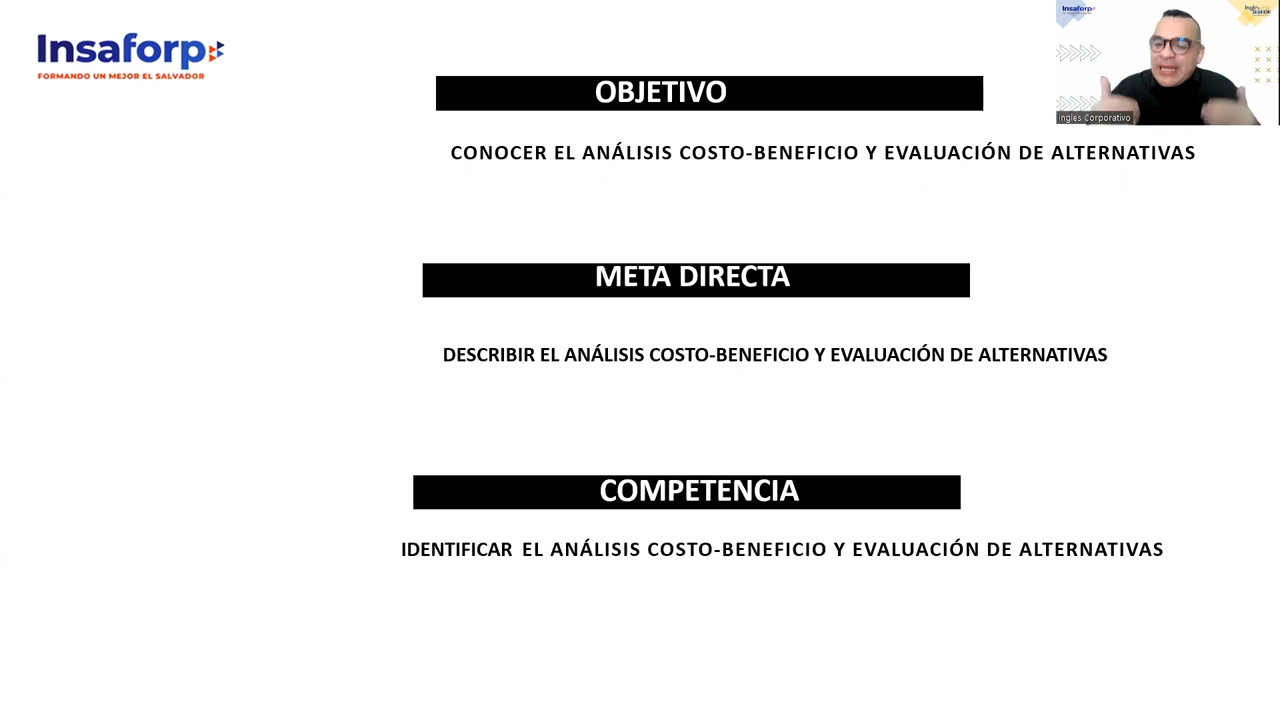 Insaforp
FORMANDO UN MEJOR EL SALVADOR
OBJETIVO
CONOCER EL ANÁLISIS COSTO-BENEFICIO Y EVALUACIÓN DE ALTERNATIVAS
META DIRECTA
DESCRIBIR EL ANÁLISIS COSTO-BENEFICIO Y EVALUACIÓN DE ALTERNATIVAS
COMPETENCIA
IDENTIFICAR EL ANÁLISIS COSTO-BENEFICIO Y EVALUACIÓN DE ALTERNATIVAS
Insaforp
Ingles Corporativo